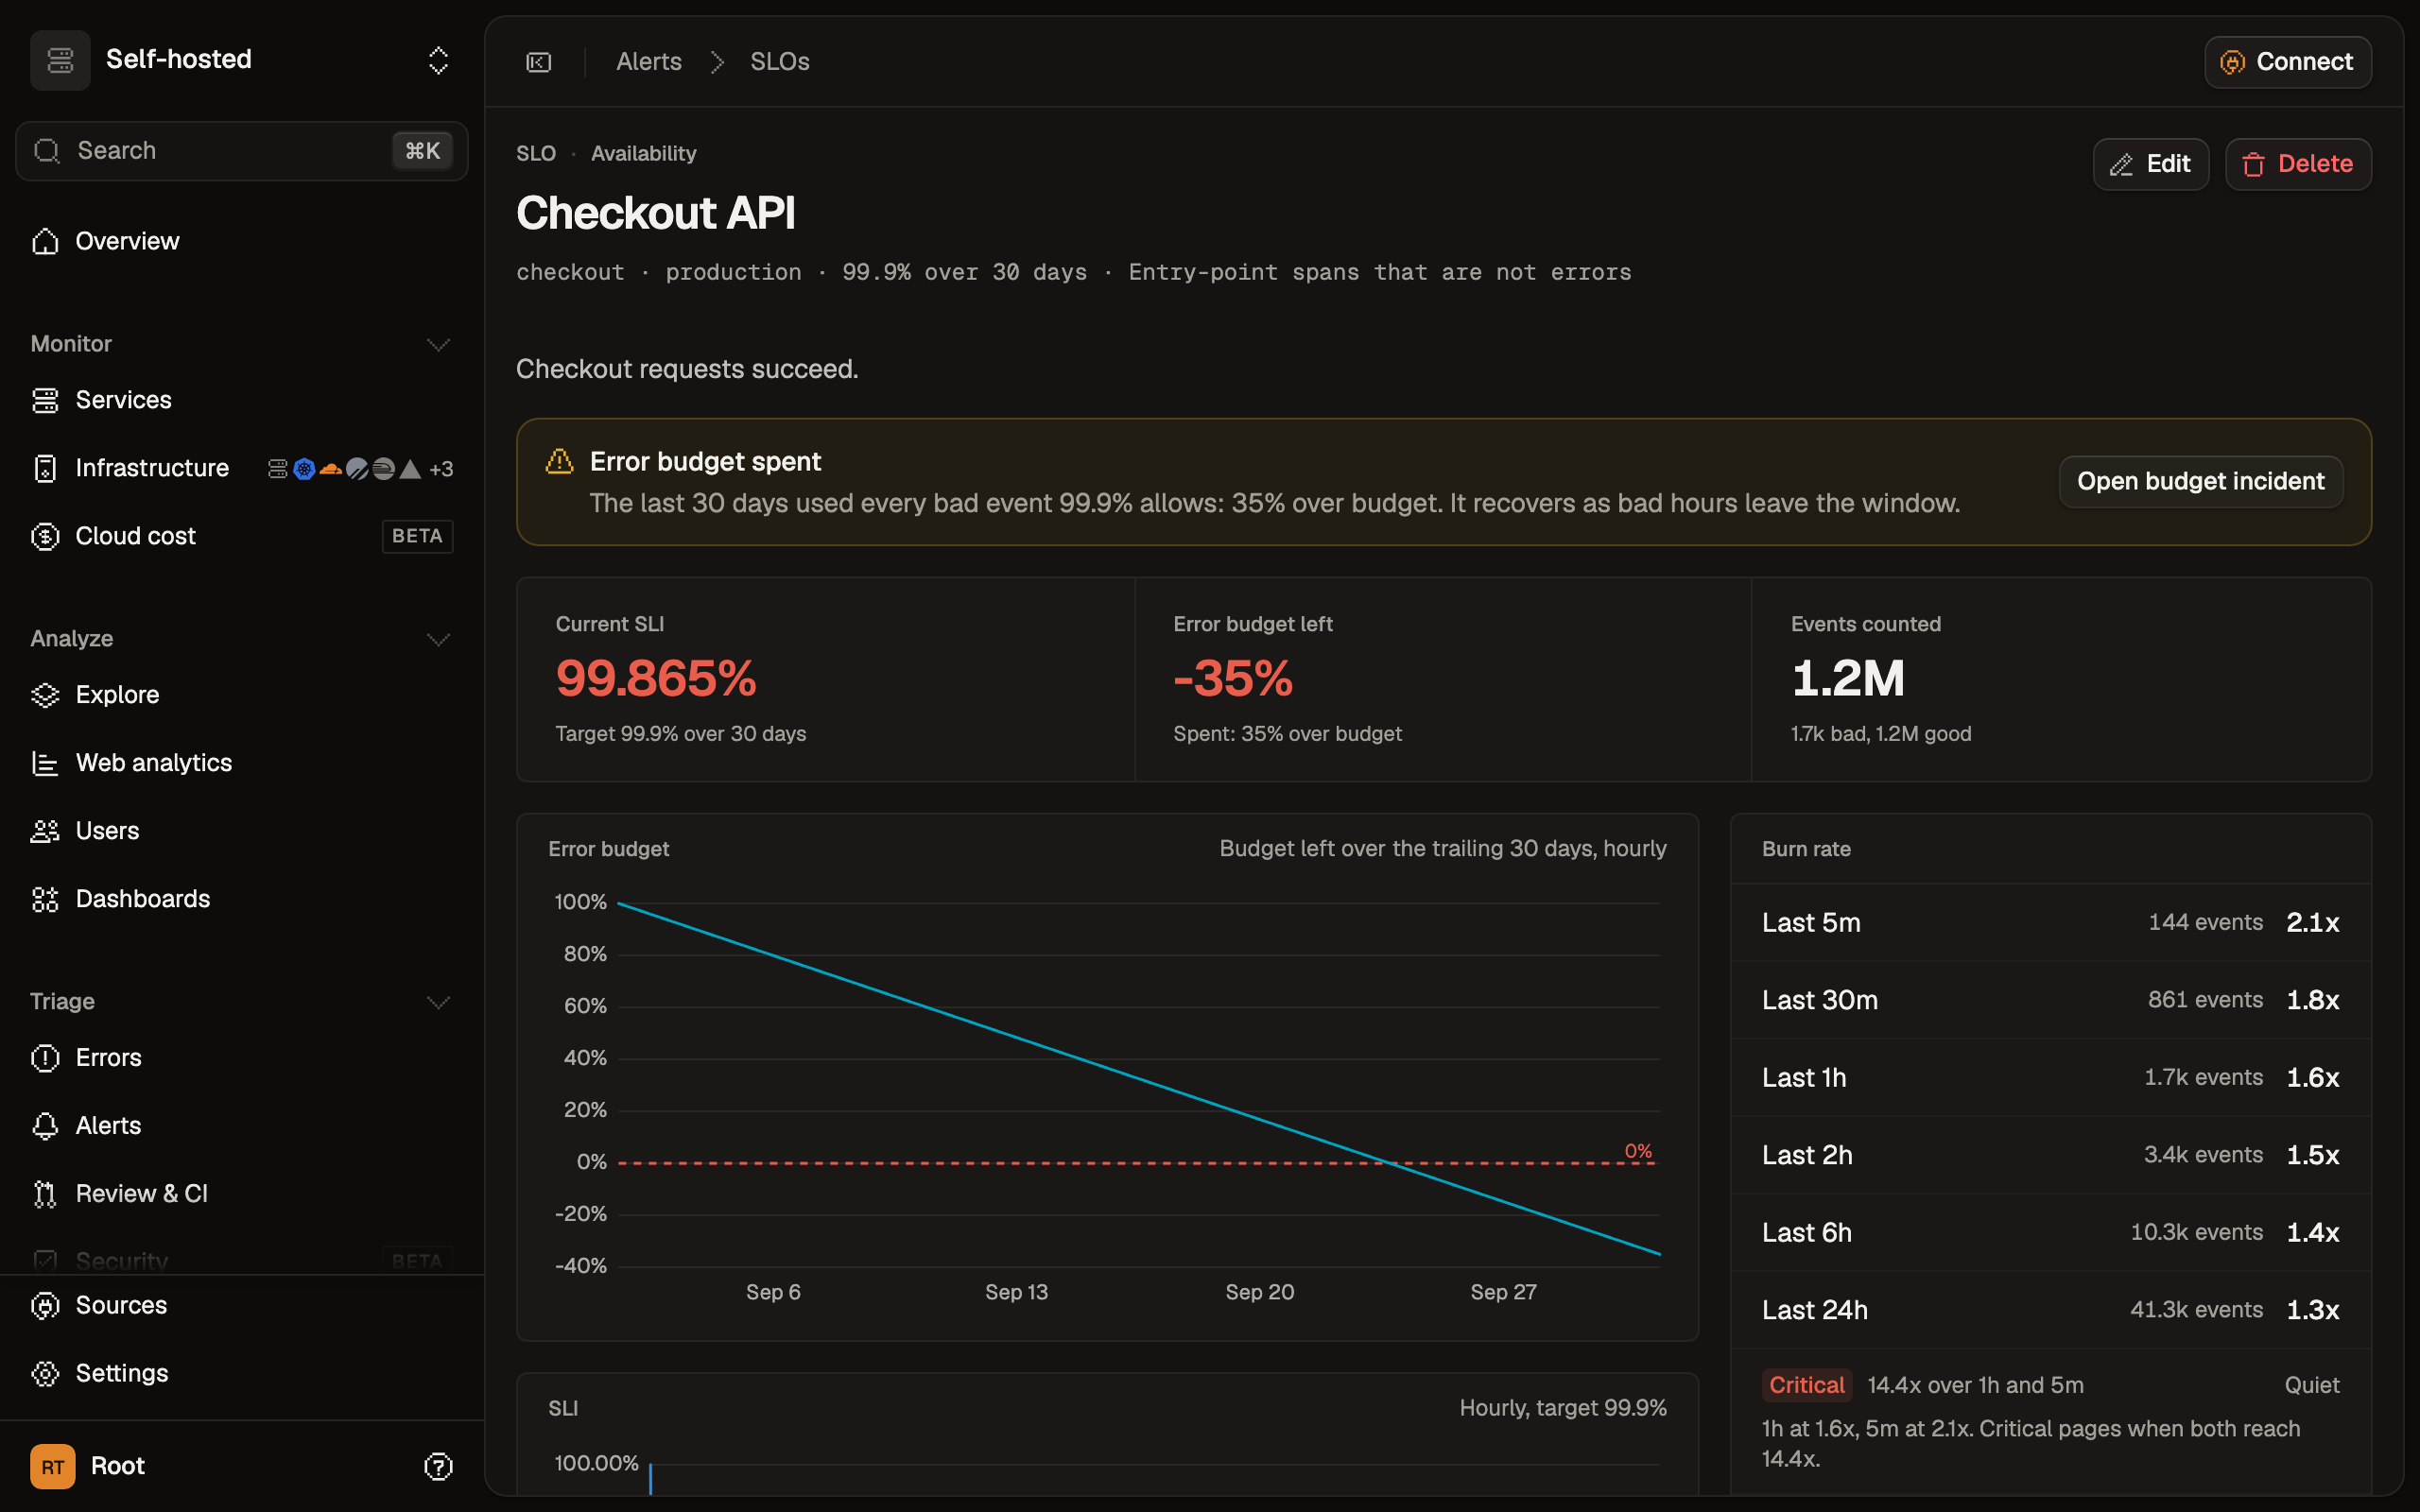 Self-hosted
Search
⌘K
Overview
Monitor
Services
Infrastructure
+3
Cloud cost
BETA
Analyze
Explore
Web analytics
Users
Dashboards
Triage
Errors
Alerts
Review & CI
Security
BETA
Sources
Settings
RT
Root
Alerts
SLOs
Connect
SLO · Availability
Edit
Delete
Checkout API
checkout · production · 99.9% over 30 days · Entry-point spans that are not errors
Checkout requests succeed.
Error budget spent
The last 30 days used every bad event 99.9% allows: 35% over budget. It recovers as bad hours leave the window.
Open budget incident
Current SLI
99.865%
Target 99.9% over 30 days
Error budget left
-35%
Spent: 35% over budget
Events counted
1.2M
1.7k bad, 1.2M good
Error budget
Budget left over the trailing 30 days, hourly
100%
80%
60%
40%
20%
0%
0%
-20%
-40%
Sep 6
Sep 13
Sep 20
Sep 27
SLI
Hourly, target 99.9%
100.00%
Burn rate
Last 5m 144 events 2.1x
Last 30m 861 events 1.8x
Last 1h 1.7k events 1.6x
Last 2h 3.4k events 1.5x
Last 6h 10.3k events 1.4x
Last 24h 41.3k events 1.3x
Critical 14.4x over 1h and 5m Quiet
1h at 1.6x, 5m at 2.1x. Critical pages when both reach
14.4x.